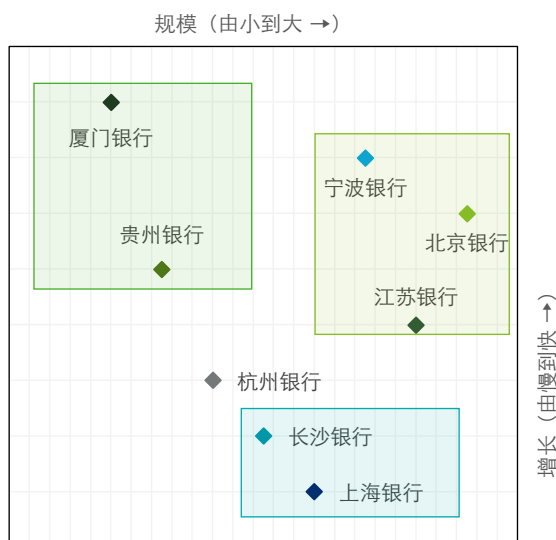 规模（由小到大 →）
厦门银行
宁波银行
贵州银行
北京银行
江苏银行
增长（由慢到快 →）
杭州银行
长沙银行
上海银行